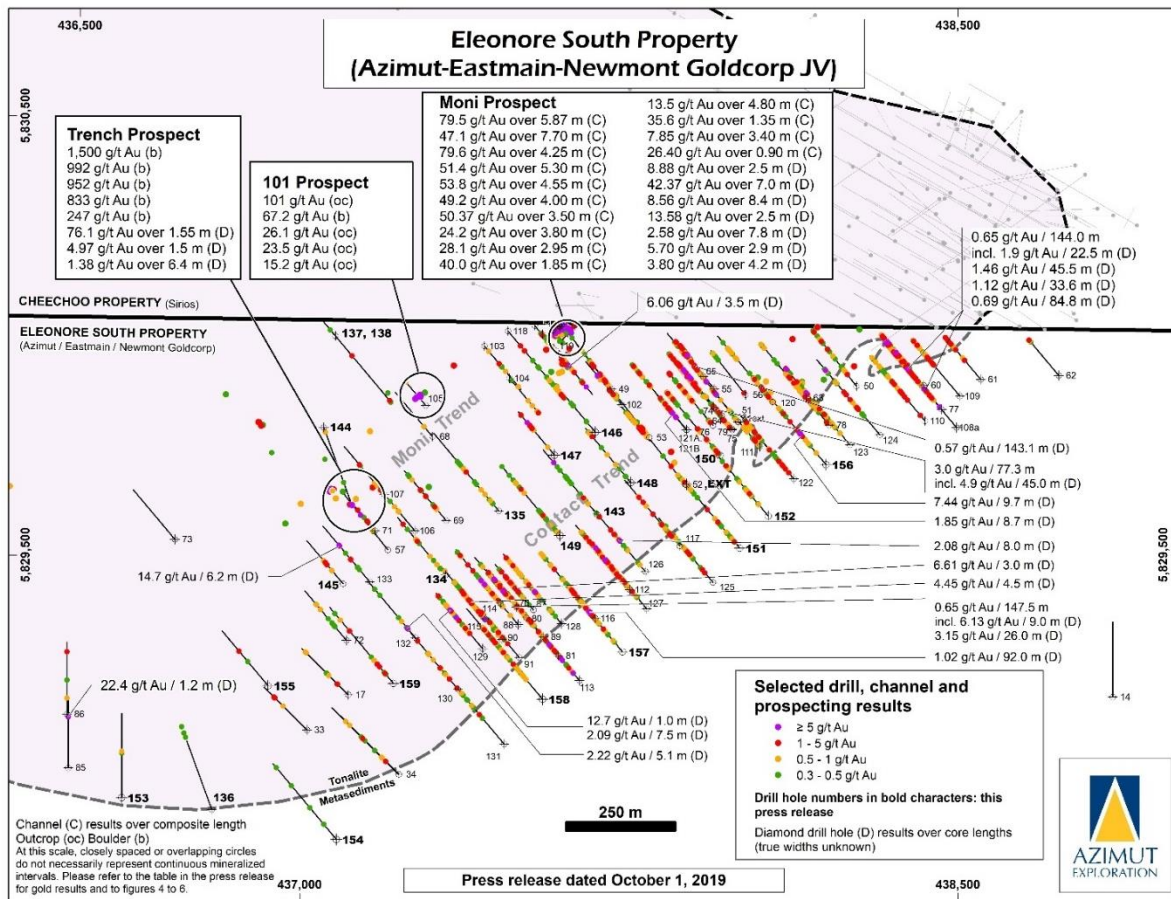 436,500
438,500
Eleonore South Property
(Azimut-Eastmain-Newmont Goldcorp JV)
5,830,500
5,830,500
Trench Prospect
1,500 g/t Au (b)
992 g/t Au (b)
952 g/t Au (b)
833 g/t Au (b)
247 g/t Au (b)
76.1 g/t Au over 1.55 m (D)
4.97 g/t Au over 1.5 m (D)
1.38 g/t Au over 6.4 m (D)
101 Prospect
101 g/t Au (oc)
67.2 g/t Au (b)
26.1 g/t Au (oc)
23.5 g/t Au (oc)
15.2 g/t Au (oc)
Moni Prospect
79.5 g/t Au over 5.87 m (C)
47.1 g/t Au over 7.70 m (C)
79.6 g/t Au over 4.25 m (C)
51.4 g/t Au over 5.30 m (C)
53.8 g/t Au over 4.55 m (C)
49.2 g/t Au over 4.00 m (C)
50.37 g/t Au over 3.50 m (C)
24.2 g/t Au over 3.80 m (C)
28.1 g/t Au over 2.95 m (C)
40.0 g/t Au over 1.85 m (C)
13.5 g/t Au over 4.80 m (C)
35.6 g/t Au over 1.35 m (C)
7.85 g/t Au over 3.40 m (C)
26.40 g/t Au over 0.90 m (C)
8.88 g/t Au over 2.5 m (D)
42.37 g/t Au over 7.0 m (D)
8.56 g/t Au over 8.4 m (D)
13.58 g/t Au over 2.5 m (D)
2.58 g/t Au over 7.8 m (D)
5.70 g/t Au over 2.9 m (D)
3.80 g/t Au over 4.2 m (D)
0.65 g/t Au / 144.0 m
incl. 1.9 g/t Au / 22.5 m (D)
1.46 g/t Au / 45.5 m (D)
1.12 g/t Au / 33.6 m (D)
0.69 g/t Au / 84.8 m (D)
6.06 g/t Au / 3.5 m (D)
CHEECHOO PROPERTY (Sirios)
ELEONORE SOUTH PROPERTY
(Azimut / Eastmain / Newmont Goldcorp)
137, 138
118
103
104
105
68
49
102
53
65
55
56
120
50
60
61
62
109
77
108a
110
124
123
78
74
76
79
75
51
111
121A
121B
150
156
122
144
146
147
148
143
135
149
52, EXT
152
151
117
125
126
112
127
Moni Trend
Contact Trend
107
71
57
106
69
73
134
145
133
72
132
114
115
88
80
90
89
91
81
128
116
129
113
157
158
159
130
131
17
155
33
34
86
85
153
136
154
14
0.57 g/t Au / 143.1 m
3.0 g/t Au / 77.3 m
incl. 4.9 g/t Au / 45.0 m (D)
7.44 g/t Au / 9.7 m (D)
1.85 g/t Au / 8.7 m (D)
2.08 g/t Au / 8.0 m (D)
6.61 g/t Au / 3.0 m (D)
4.45 g/t Au / 4.5 m (D)
0.65 g/t Au / 147.5 m
incl. 6.13 g/t Au / 9.0 m (D)
3.15 g/t Au / 26.0 m (D)
1.02 g/t Au / 92.0 m (D)
5,829,500
5,829,500
14.7 g/t Au / 6.2 m (D)
22.4 g/t Au / 1.2 m (D)
12.7 g/t Au / 1.0 m (D)
2.09 g/t Au / 7.5 m (D)
2.22 g/t Au / 5.1 m (D)
Tonalite
Metasediments
Selected drill, channel and
prospecting results
≥ 5 g/t Au
1 - 5 g/t Au
0.5 - 1 g/t Au
0.3 - 0.5 g/t Au
Drill hole numbers in bold characters: this
press release
Diamond drill hole (D) results over core lengths
(true widths unknown)
250 m
AZIMUT
EXPLORATION
Channel (C) results over composite length
Outcrop (oc) Boulder (b)
At this scale, closely spaced or overlapping circles
do not necessarily represent continuous mineralized
intervals. Please refer to the table in the press release
for gold results and to figures 4 to 6.
Press release dated October 1, 2019
437,000
438,500